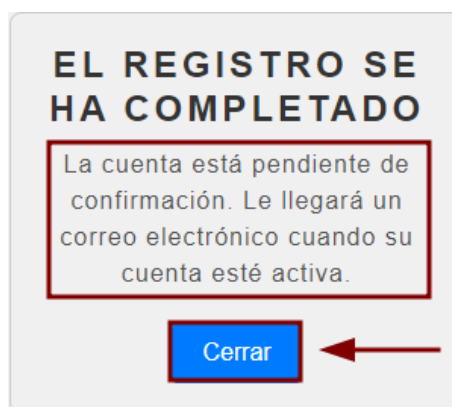 EL REGISTRO SE
HA COMPLETADO
La cuenta está pendiente de
confirmación. Le llegará un
correo electrónico cuando su
cuenta esté activa.
Cerrar